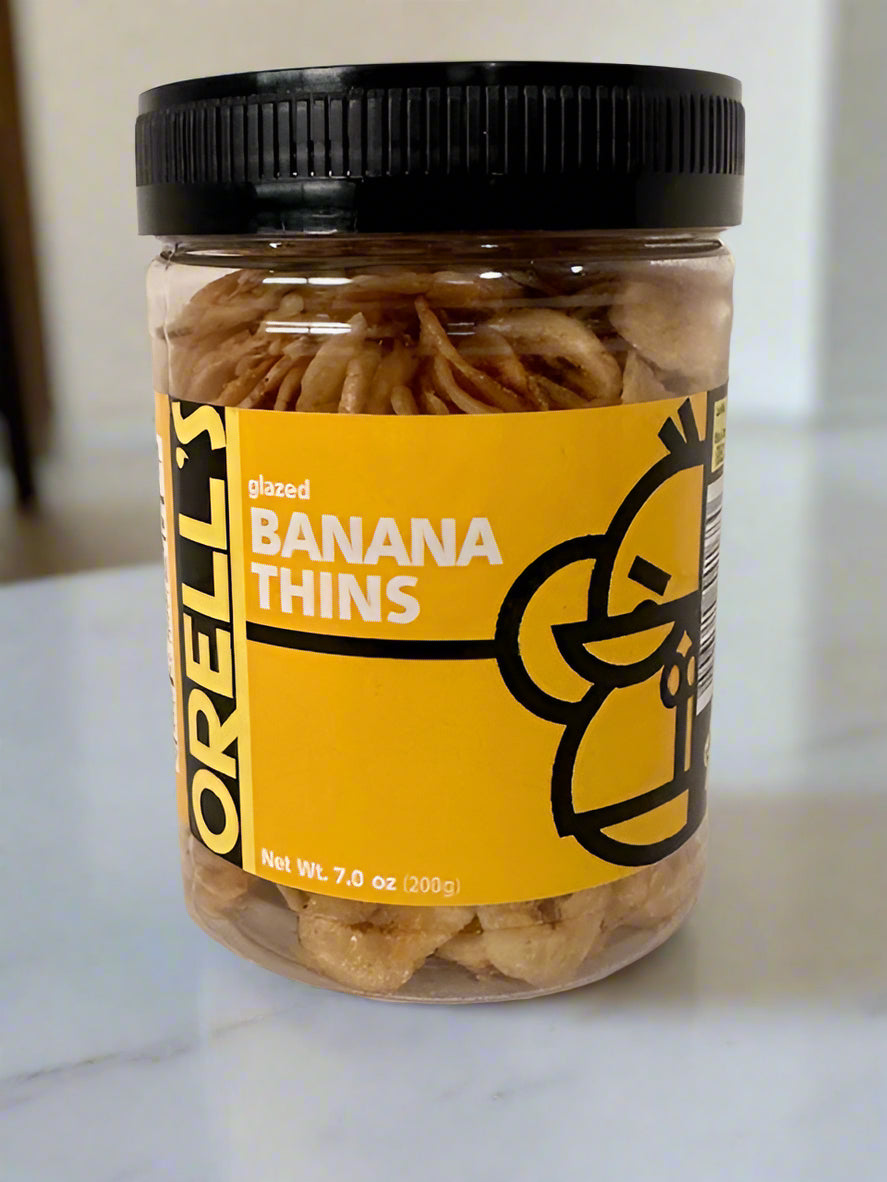 ORELL'S
glazed
BANANA
THINS
Net Wt. 7.0 oz (200g)